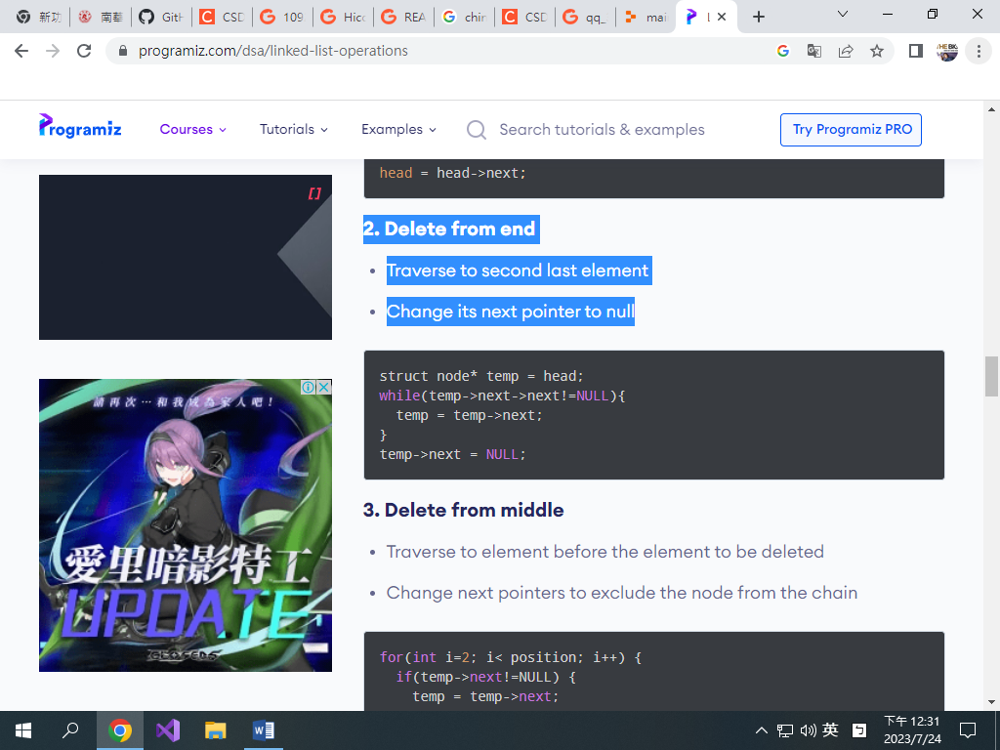 新功
南華
GitH
CSD
109
Hico
REA
chin
CSD
qq_
mai
L
programiz.com/dsa/linked-list-operations
Programiz
Courses
Tutorials
Examples
Search tutorials & examples
Try Programiz PRO
head = head->next;
[]
2. Delete from end
• Traverse to second last element
• Change its next pointer to null
struct node* temp = head;
while(temp->next->next!=NULL){
temp = temp->next;
}
temp->next = NULL;
請再次⋯和我成為家人吧！
愛里暗影特工
UPDATE
3. Delete from middle
• Traverse to element before the element to be deleted
• Change next pointers to exclude the node from the chain
for(int i=2; i< position; i++) {
if(temp->next!=NULL) {
temp = temp->next;
英
下午 12:31
2023/7/24